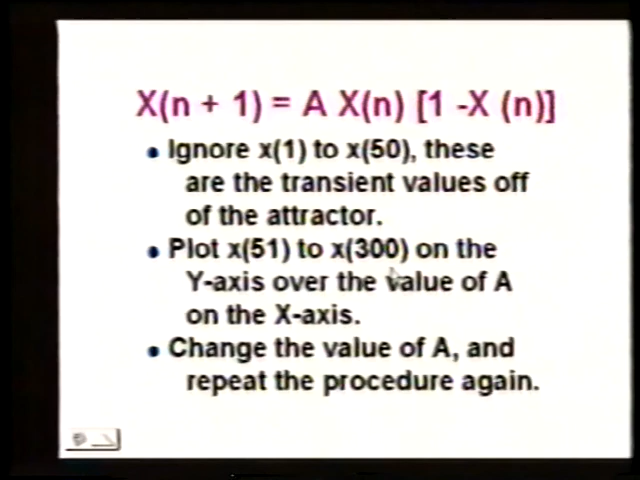 X(n + 1) = A X(n) [1 -X (n)]
• Ignore x(1) to x(50), these
are the transient values off
of the attractor.
• Plot x(51) to x(300) on the
Y-axis over the value of A
on the X-axis.
• Change the value of A, and
repeat the procedure again.